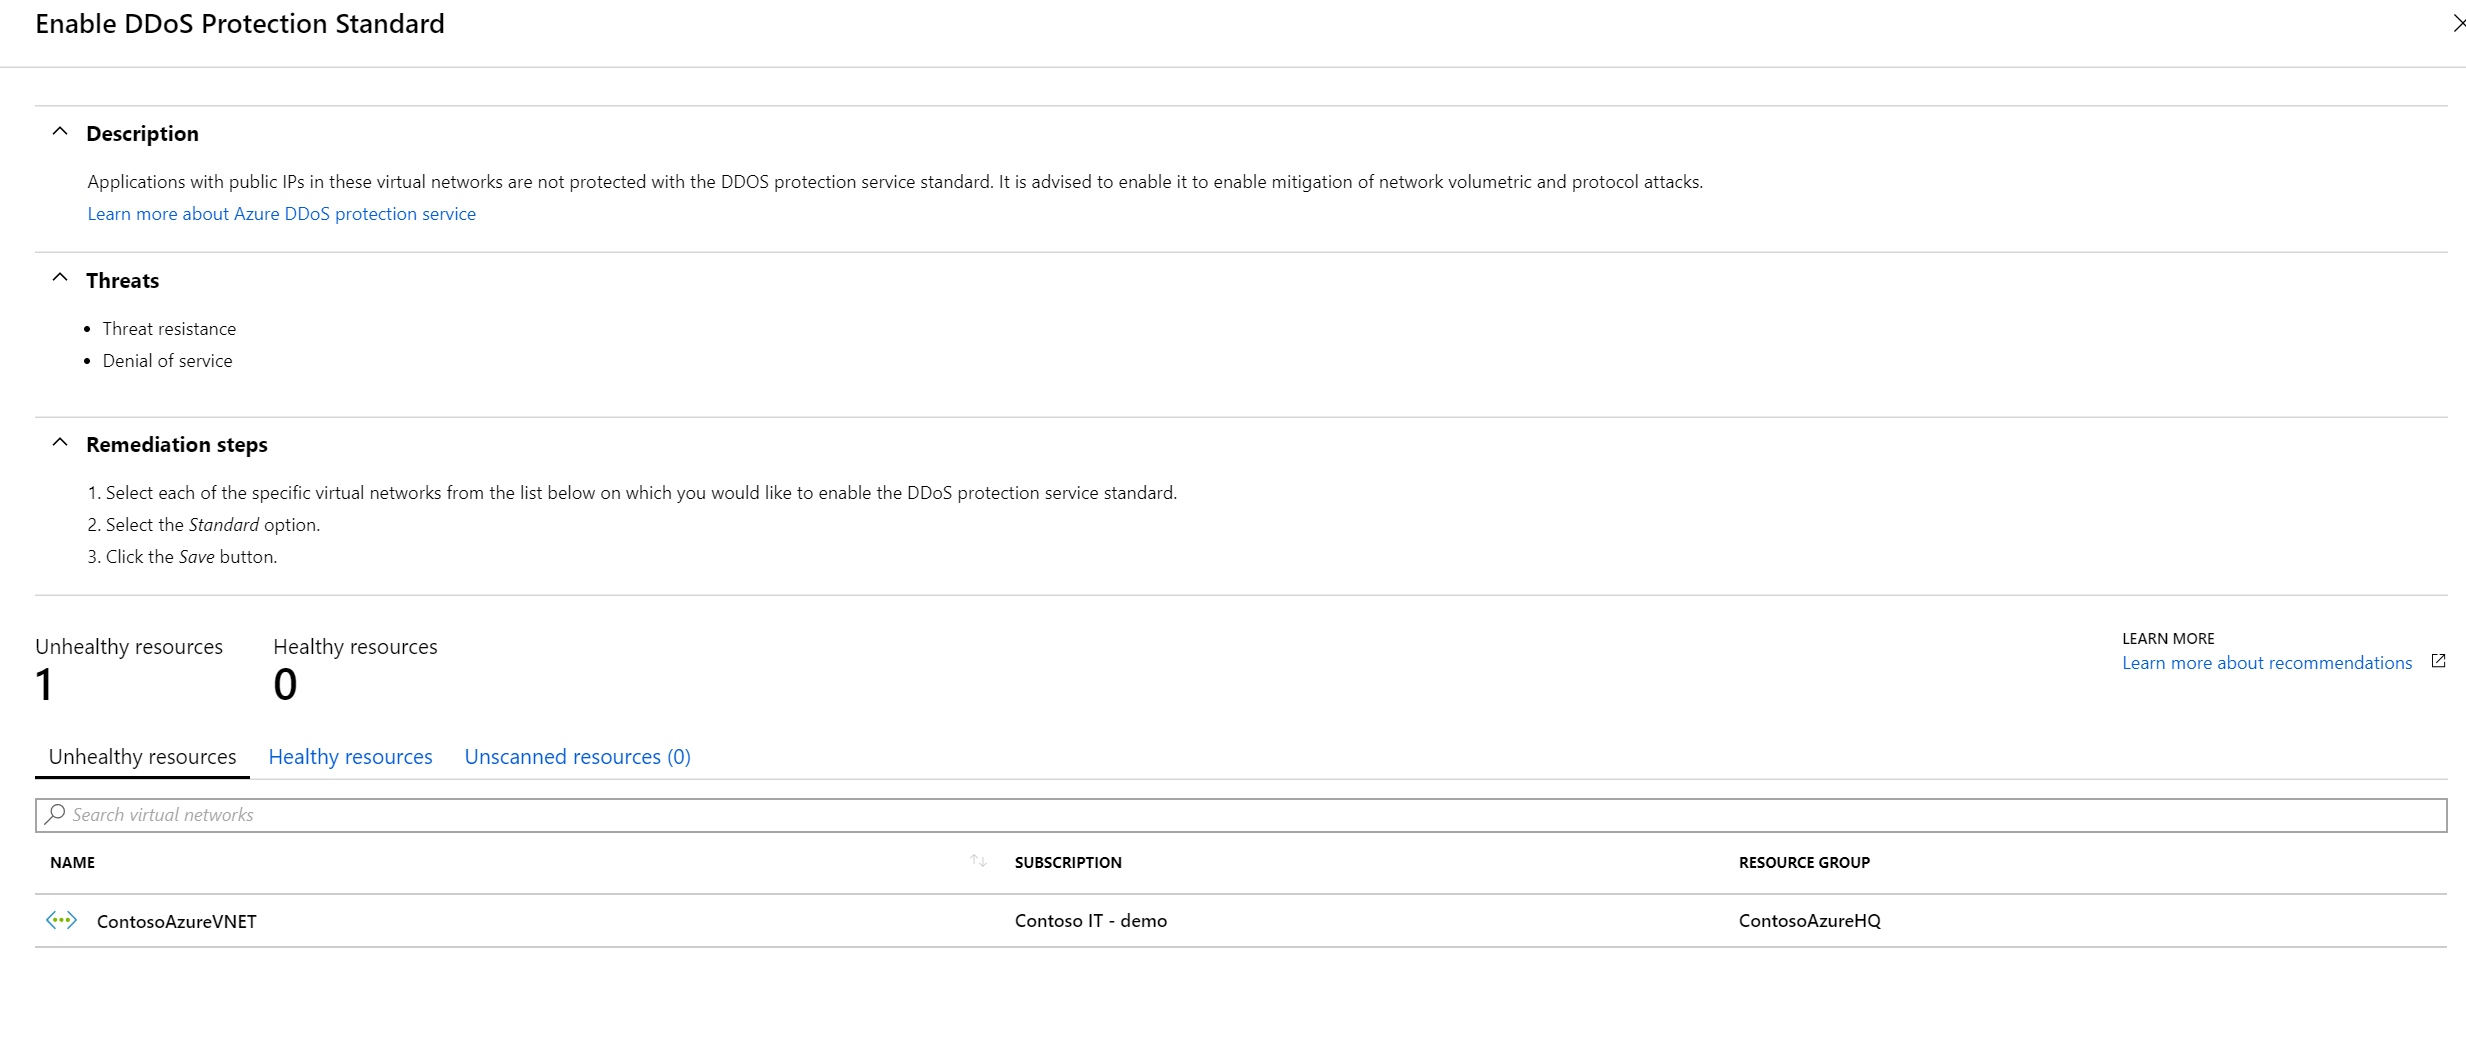 Enable DDoS Protection Standard
Description
Applications with public IPs in these virtual networks are not protected with the DDOS protection service standard. It is advised to enable it to enable mitigation of network volumetric and protocol attacks.
Learn more about Azure DDoS protection service
Threats
• Threat resistance
• Denial of service
Remediation steps
1. Select each of the specific virtual networks from the list below on which you would like to enable the DDoS protection service standard.
2. Select the Standard option.
3. Click the Save button.
Unhealthy resources Healthy resources
1 0
LEARN MORE
Learn more about recommendations
Unhealthy resources Healthy resources Unscanned resources (0)
Search virtual networks
NAME SUBSCRIPTION RESOURCE GROUP
ContosoAzureVNET Contoso IT - demo ContosoAzureHQ